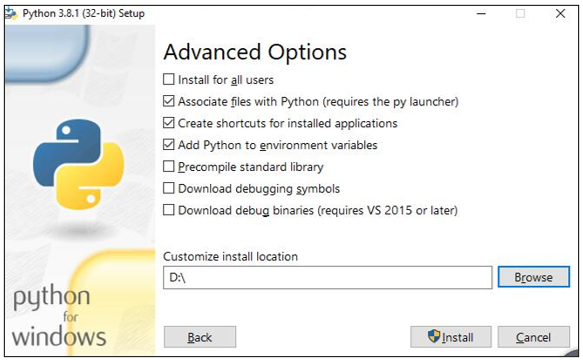 Python 3.8.1 (32-bit) Setup
Advanced Options
Install for all users
Associate files with Python (requires the py launcher)
Create shortcuts for installed applications
Add Python to environment variables
Precompile standard library
Download debugging symbols
Download debug binaries (requires VS 2015 or later)
Customize install location
D:\
Browse
python
for
windows
Back
Install
Cancel